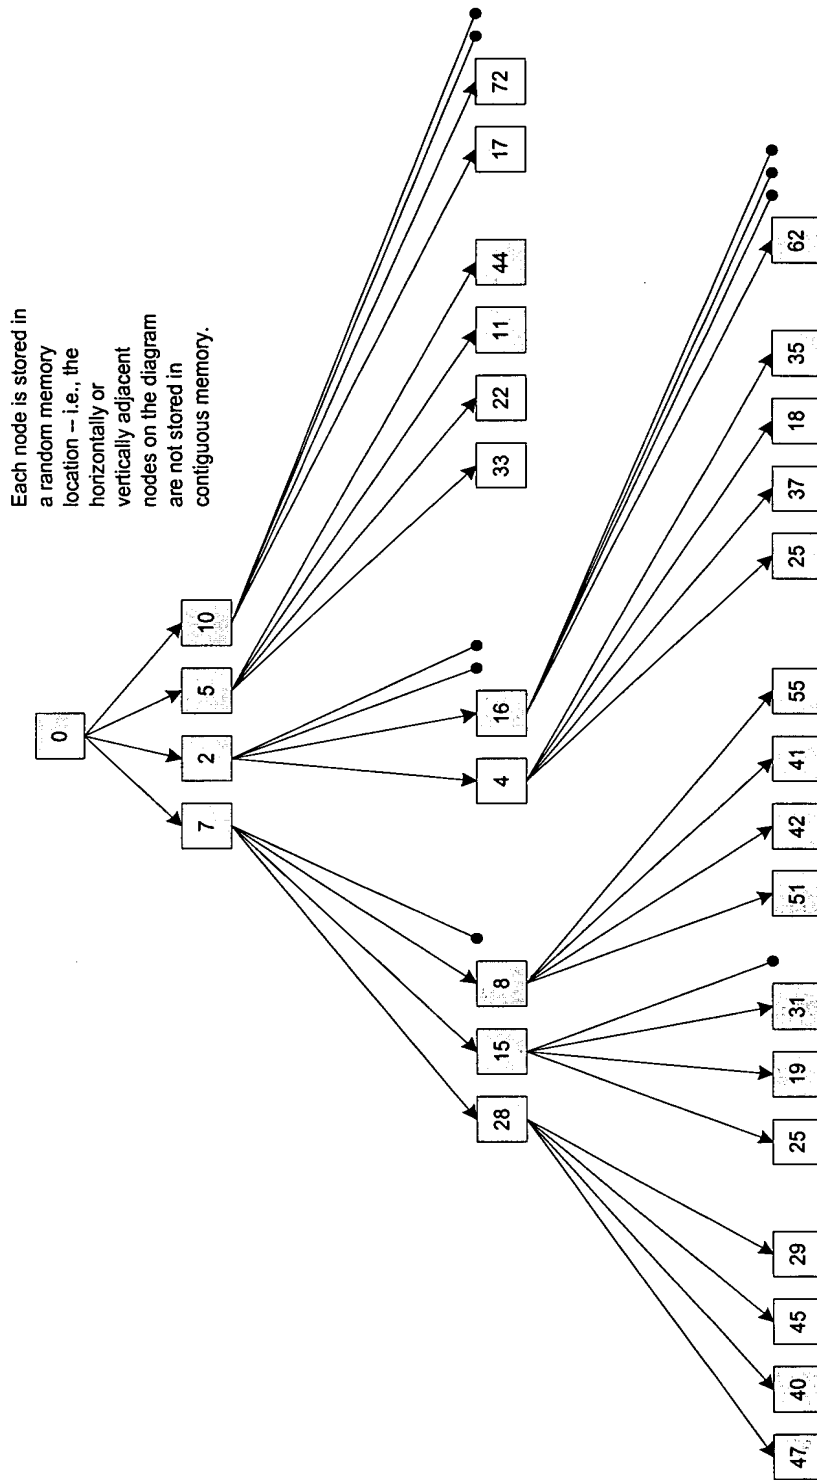 Each node is stored in
a random memory
location – i.e., the
horizontally or
vertically adjacent
nodes on the diagram
are not stored in
contiguous memory.
0
7 2 5 10
28 15 8 4 16 33 22 11 44 17 72
47 40 45 29 25 19 31 51 42 41 55 25 37 18 35 62